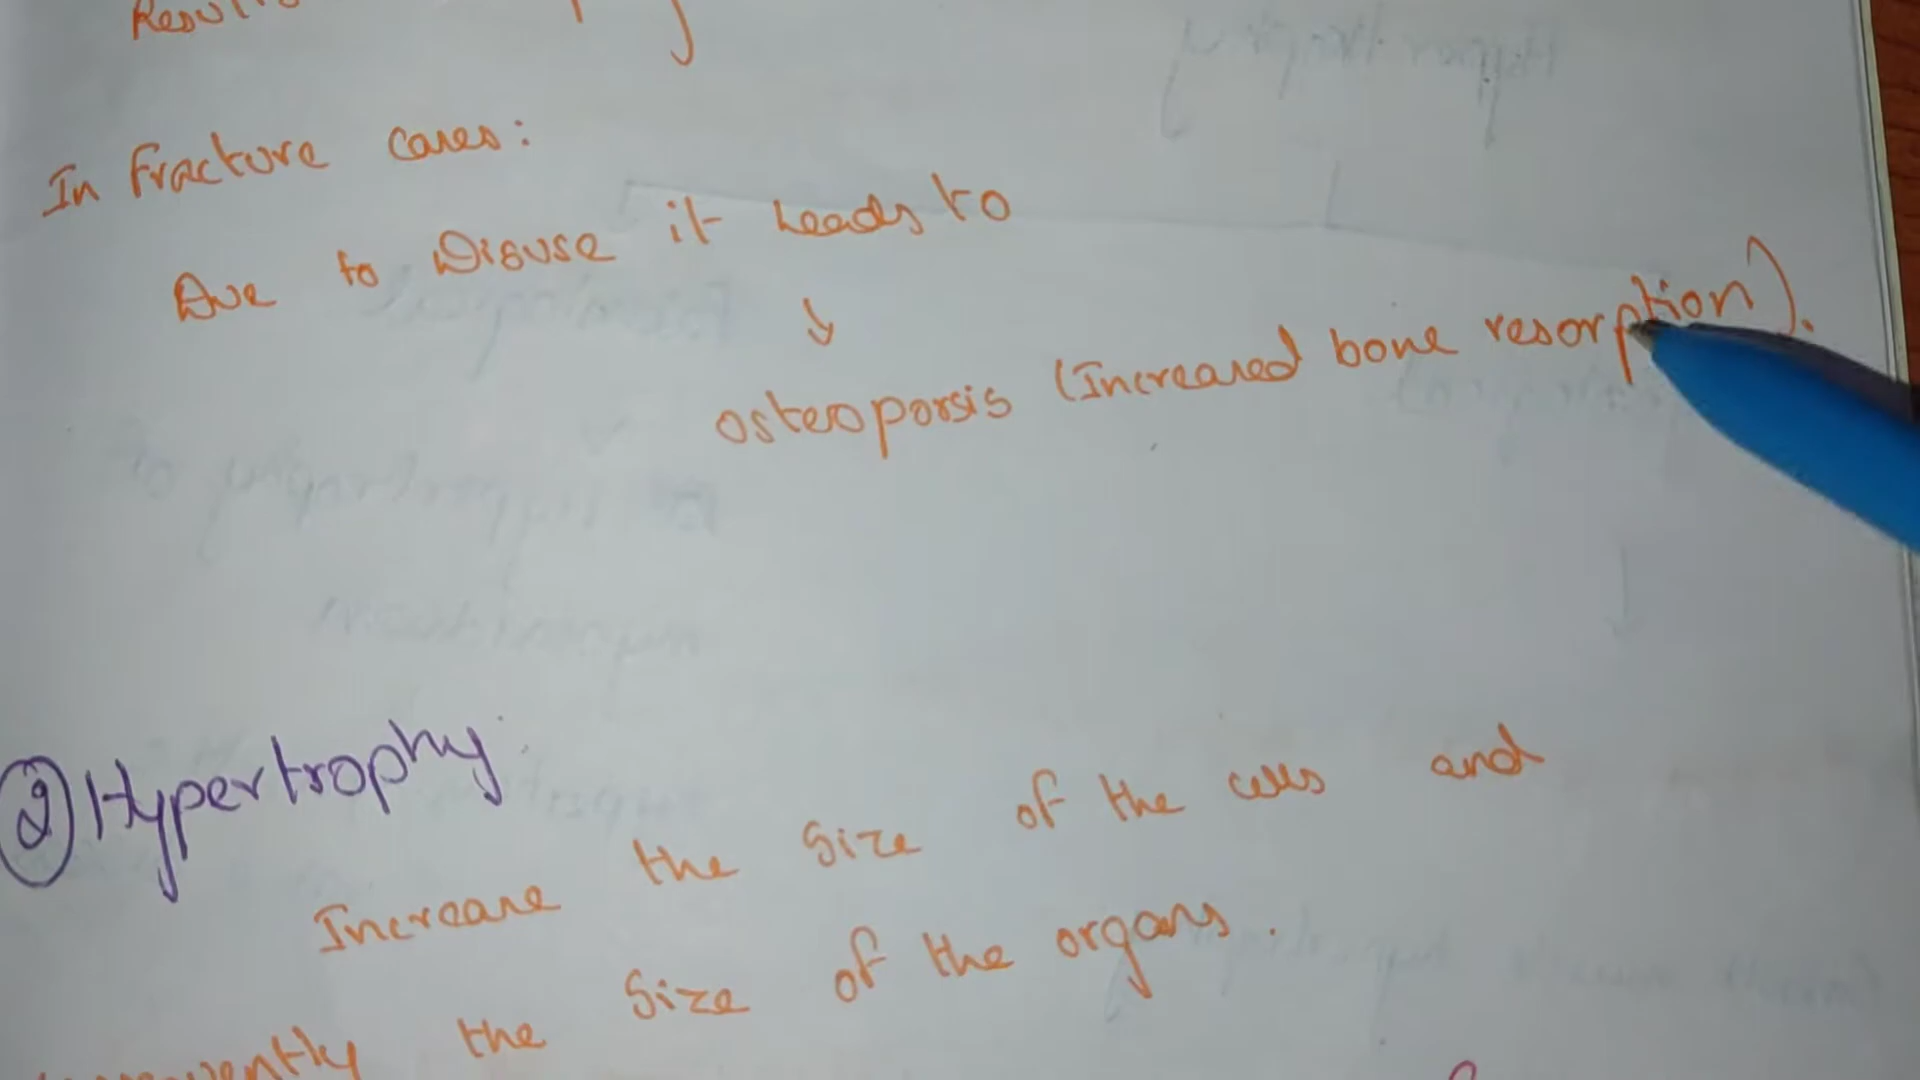 In Fracture cases:
Due to Disuse it leads to
↓
osteoporsis (Increased bone resorption).
② Hypertrophy:
Increase the size of the cells and
the size of the organs.